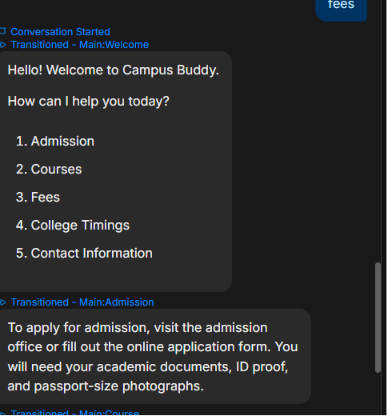 fees
Conversation Started
Transitioned - Main:Welcome
Hello! Welcome to Campus Buddy.
How can I help you today?
1. Admission
2. Courses
3. Fees
4. College Timings
5. Contact Information
Transitioned - Main:Admission
To apply for admission, visit the admission
office or fill out the online application form. You
will need your academic documents, ID proof,
and passport-size photographs.
Transitioned - Main:Course